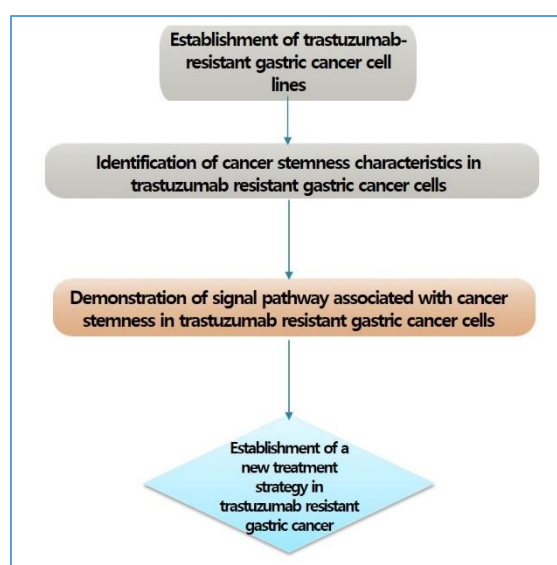 Establishment of trastuzumab-
resistant gastric cancer cell
lines
Identification of cancer stemness characteristics in
trastuzumab resistant gastric cancer cells
Demonstration of signal pathway associated with cancer
stemness in trastuzumab resistant gastric cancer cells
Establishment of a
new treatment
strategy in
trastuzumab resistant
gastric cancer